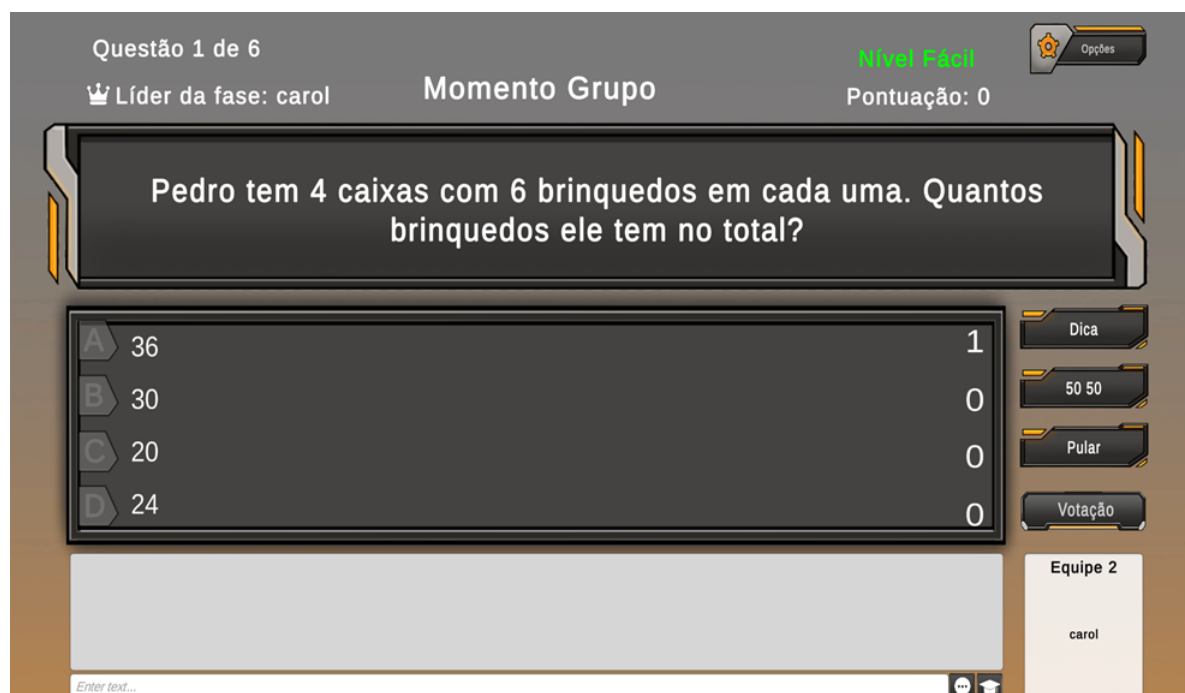 Questão 1 de 6
Nível Fácil
Opções
Líder da fase: carol
Momento Grupo
Pontuação: 0
Pedro tem 4 caixas com 6 brinquedos em cada uma. Quantos
brinquedos ele tem no total?
A 36 1
B 30 0
C 20 0
D 24 0
Dica
50 50
Pular
Votação
Equipe 2
carol
Enter text...